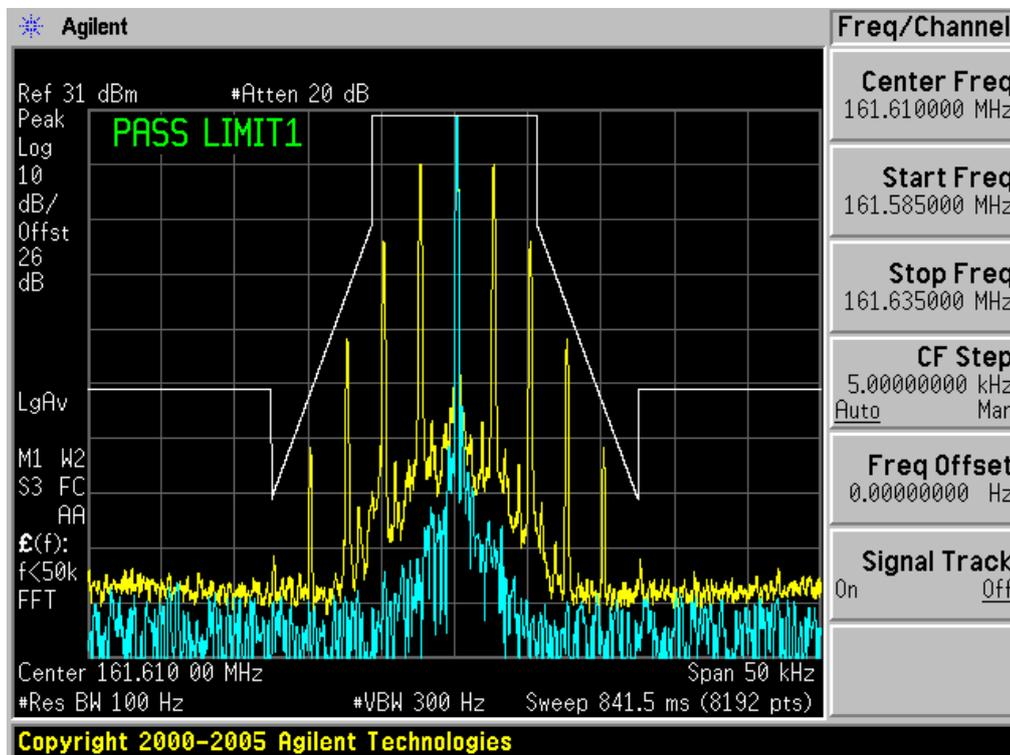 Agilent
Freq/Channel
Ref 31 dBm #Atten 20 dB
Peak
Log
10
dB/
Offst
26
dB
PASS LIMIT1
LgAv
M1 W2
S3 FC
AA
£(f):
f<50k
FFT
Center 161.610 00 MHz Span 50 kHz
#Res BW 100 Hz #VBW 300 Hz Sweep 841.5 ms (8192 pts)
Center Freq
161.610000 MHz
Start Freq
161.585000 MHz
Stop Freq
161.635000 MHz
CF Step
5.00000000 kHz
Auto Man
Freq Offset
0.00000000 Hz
Signal Track
On Off
Copyright 2000-2005 Agilent Technologies